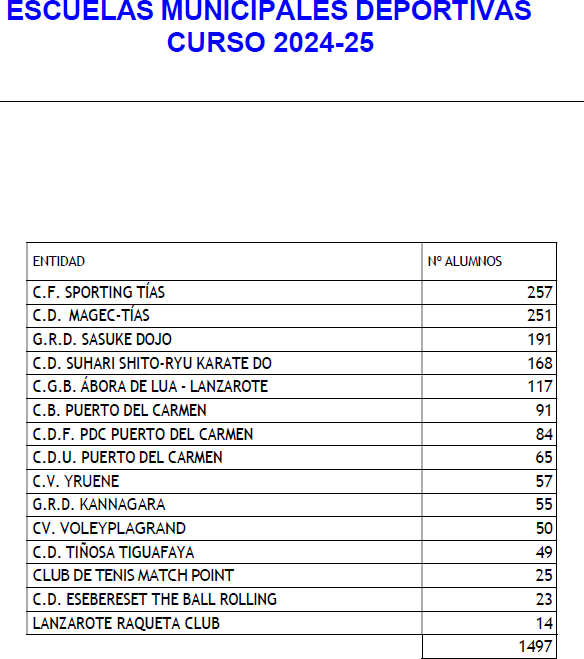 ESCUELAS MUNICIPALES DEPORTIVAS
CURSO 2024-25
ENTIDAD Nº ALUMNOS
C.F. SPORTING TÍAS 257
C.D. MAGEC-TÍAS 251
G.R.D. SASUKE DOJO 191
C.D. SUHARI SHITO-RYU KARATE DO 168
C.G.B. ÁBORA DE LUA - LANZAROTE 117
C.B. PUERTO DEL CARMEN 91
C.D.F. PDC PUERTO DEL CARMEN 84
C.D.U. PUERTO DEL CARMEN 65
C.V. YRUENE 57
G.R.D. KANNAGARA 55
CV. VOLEYPLAGRAND 50
C.D. TIÑOSA TIGUAFAYA 49
CLUB DE TENIS MATCH POINT 25
C.D. ESEBERESET THE BALL ROLLING 23
LANZAROTE RAQUETA CLUB 14
1497